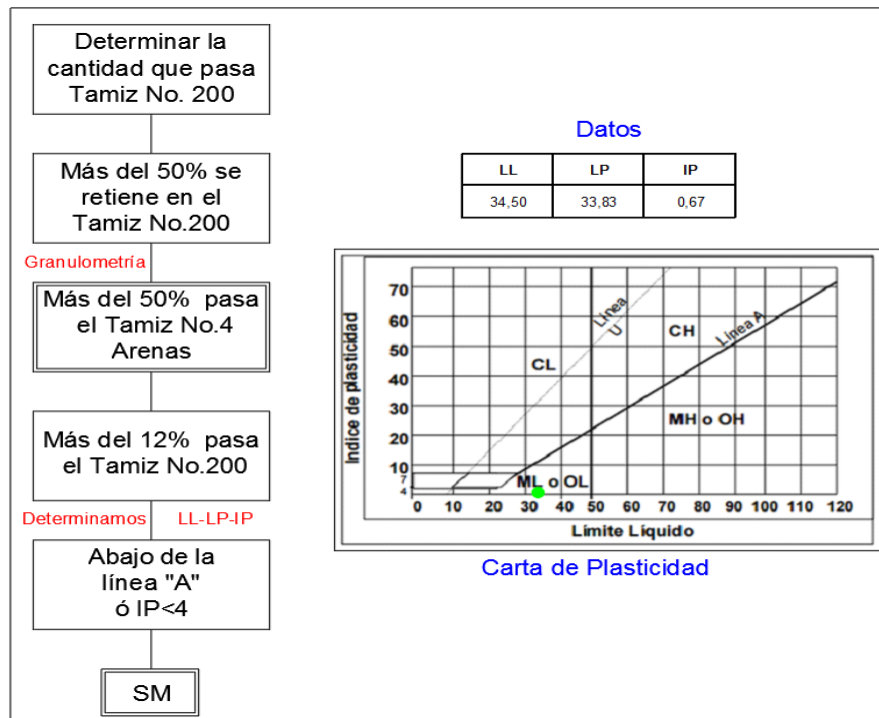 Determinar la
cantidad que pasa
Tamiz No. 200
Más del 50% se
retiene en el
Tamiz No.200
Granulometría
Más del 50% pasa
el Tamiz No.4
Arenas
Más del 12% pasa
el Tamiz No.200
Determinamos LL-LP-IP
Abajo de la
línea "A"
ó IP<4
SM
Datos
LL LP IP
34,50 33,83 0,67
Indice de plasticidad
70
60
50
40
30
20
10
7
4
Línea
U
Línea A
CH
CL
MH o OH
ML o OL
0 10 20 30 40 50 60 70 80 90 100 110 120
Límite Líquido
Carta de Plasticidad